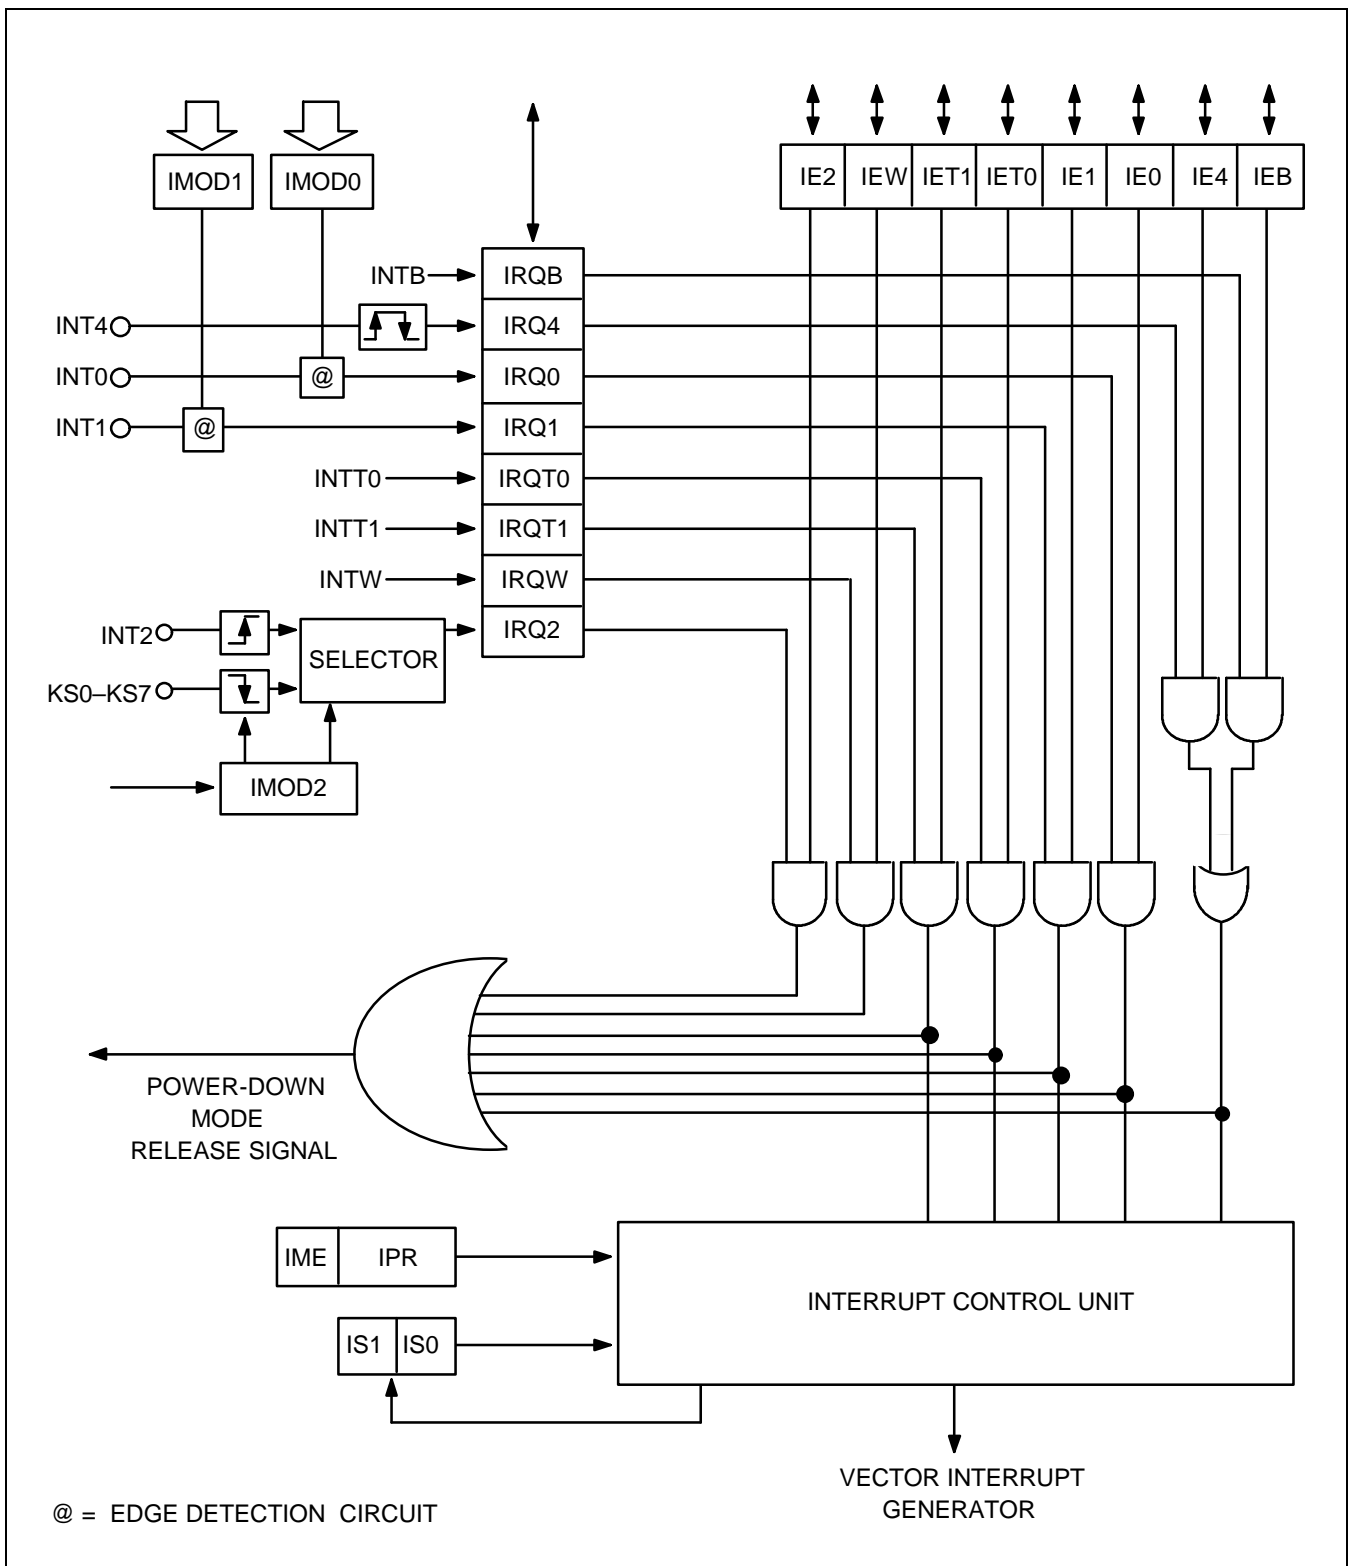 IMOD1 IMOD0
IE2 IEW IET1 IET0 IE1 IE0 IE4 IEB
INTB IRQB
INT4 IRQ4
INT0 @ IRQ0
INT1 @ IRQ1
INTT0 IRQT0
INTT1 IRQT1
INTW IRQW
INT2 IRQ2
SELECTOR
KS0–KS7
IMOD2
POWER-DOWN
MODE
RELEASE SIGNAL
IME IPR
INTERRUPT CONTROL UNIT
IS1 IS0
VECTOR INTERRUPT
GENERATOR
@ = EDGE DETECTION CIRCUIT